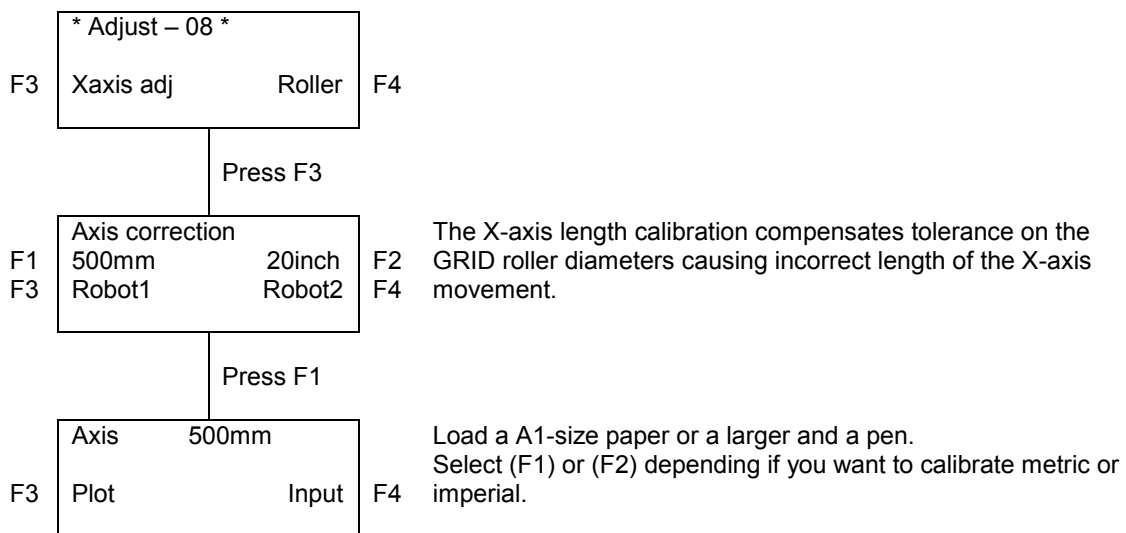 * Adjust – 08 *
F3 Xaxis adj Roller F4
Press F3
Axis correction
F1 500mm 20inch F2
F3 Robot1 Robot2 F4
The X-axis length calibration compensates tolerance on the
GRID roller diameters causing incorrect length of the X-axis
movement.
Press F1
Axis 500mm
F3 Plot Input F4
Load a A1-size paper or a larger and a pen.
Select (F1) or (F2) depending if you want to calibrate metric or
imperial.